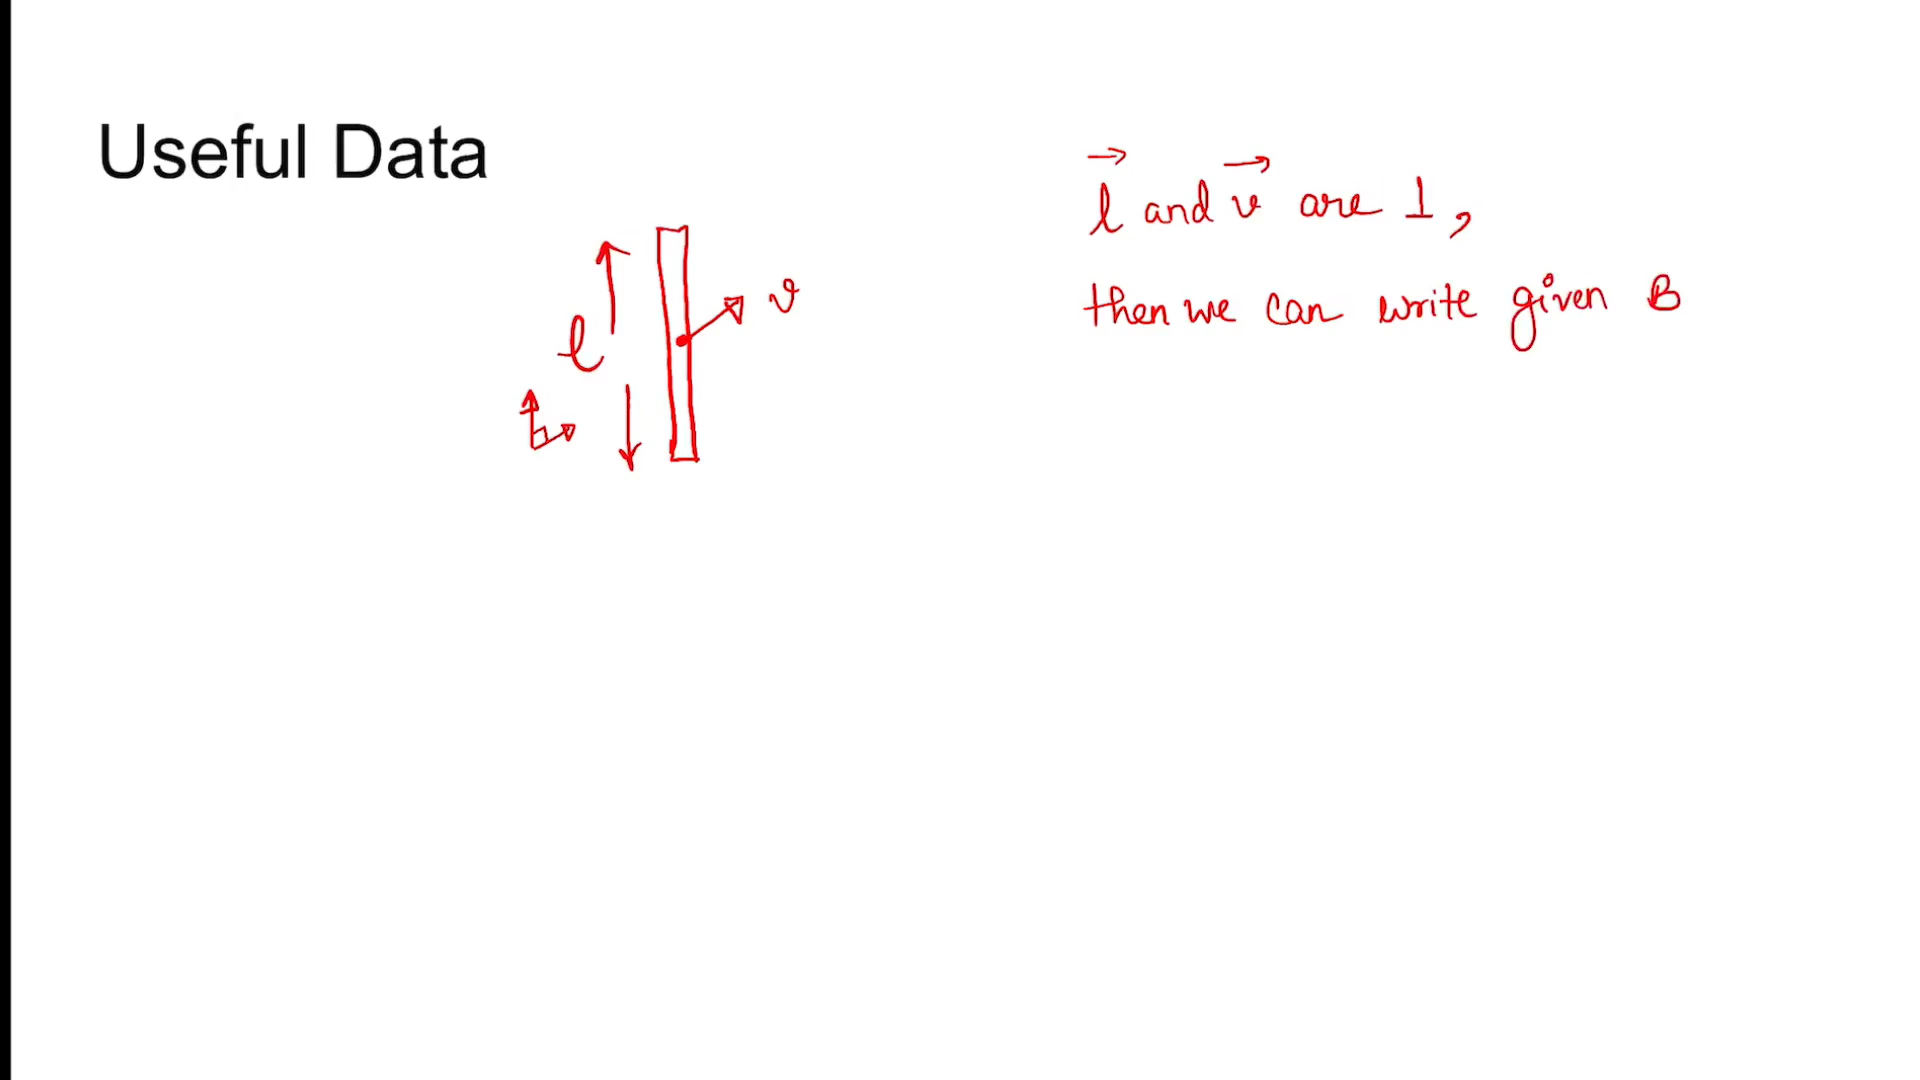 Useful Data
l and v are ⊥,
then we can write given B
l
v